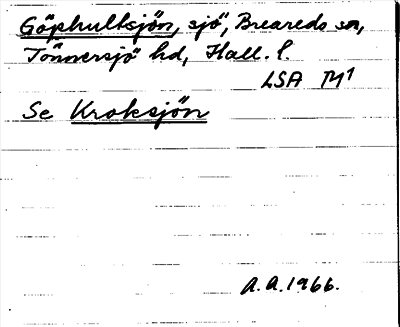 Göphultsjön, sjö, Breareds sn,
Tönnersjö hd, Hall. l.
LSA M1
Se Kroksjön
A.A. 1966.